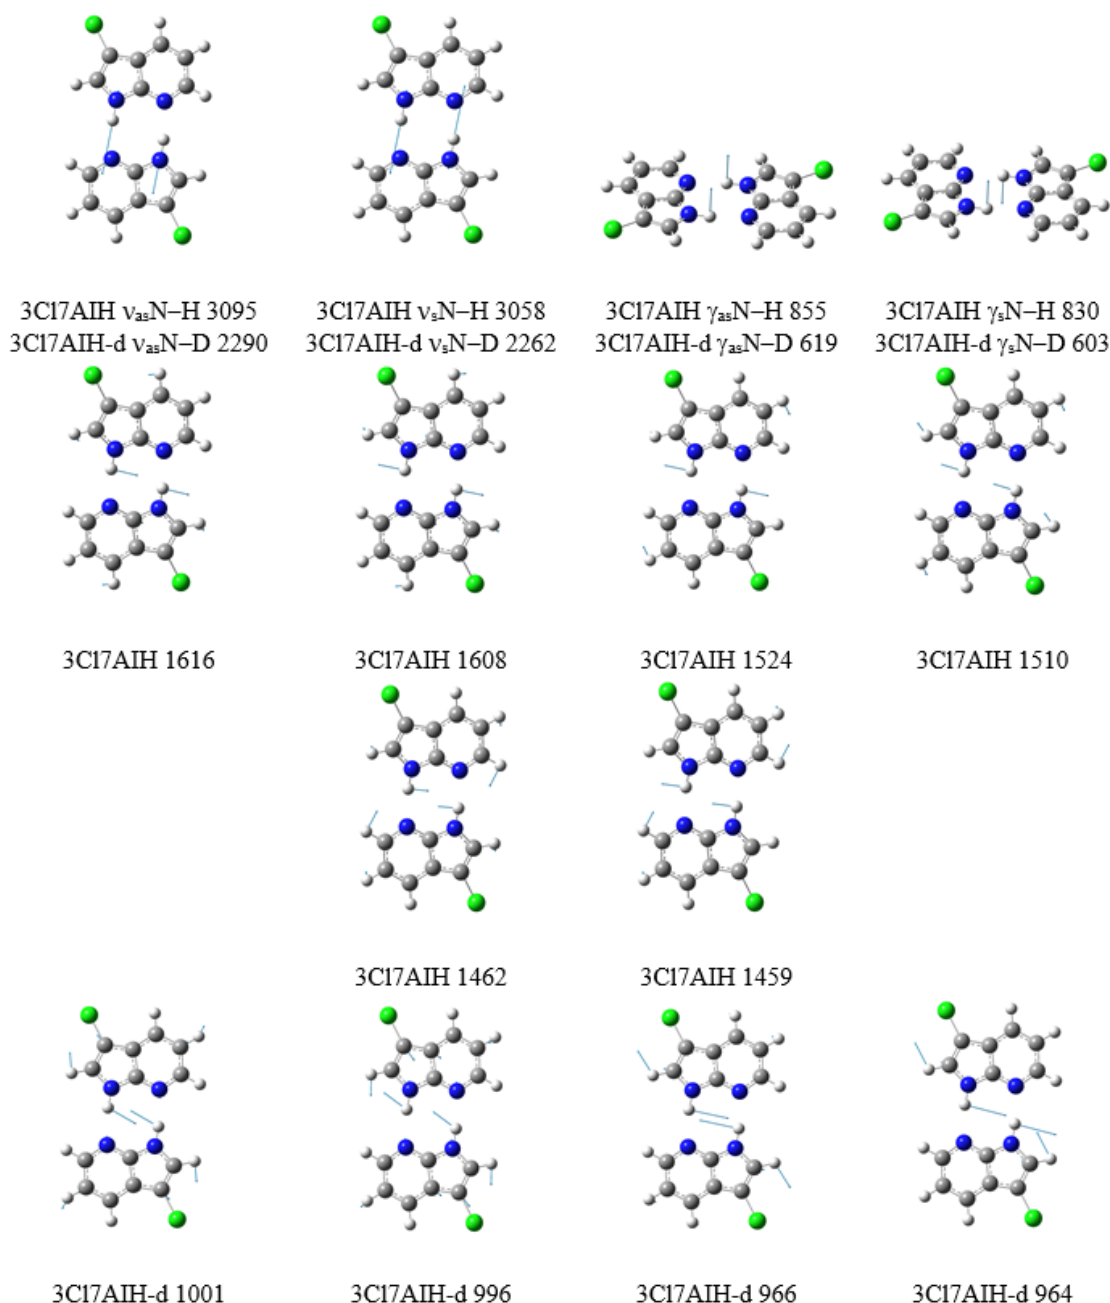 3Cl7AIH νasN–H 3095 3Cl7AIH νsN–H 3058 3Cl7AIH γasN–H 855 3Cl7AIH γsN–H 830
3Cl7AIH-d νasN–D 2290 3Cl7AIH-d νsN–D 2262 3Cl7AIH-d γasN–D 619 3Cl7AIH-d γsN–D 603
3Cl7AIH 1616 3Cl7AIH 1608 3Cl7AIH 1524 3Cl7AIH 1510
3Cl7AIH 1462 3Cl7AIH 1459
3Cl7AIH-d 1001 3Cl7AIH-d 996 3Cl7AIH-d 966 3Cl7AIH-d 964